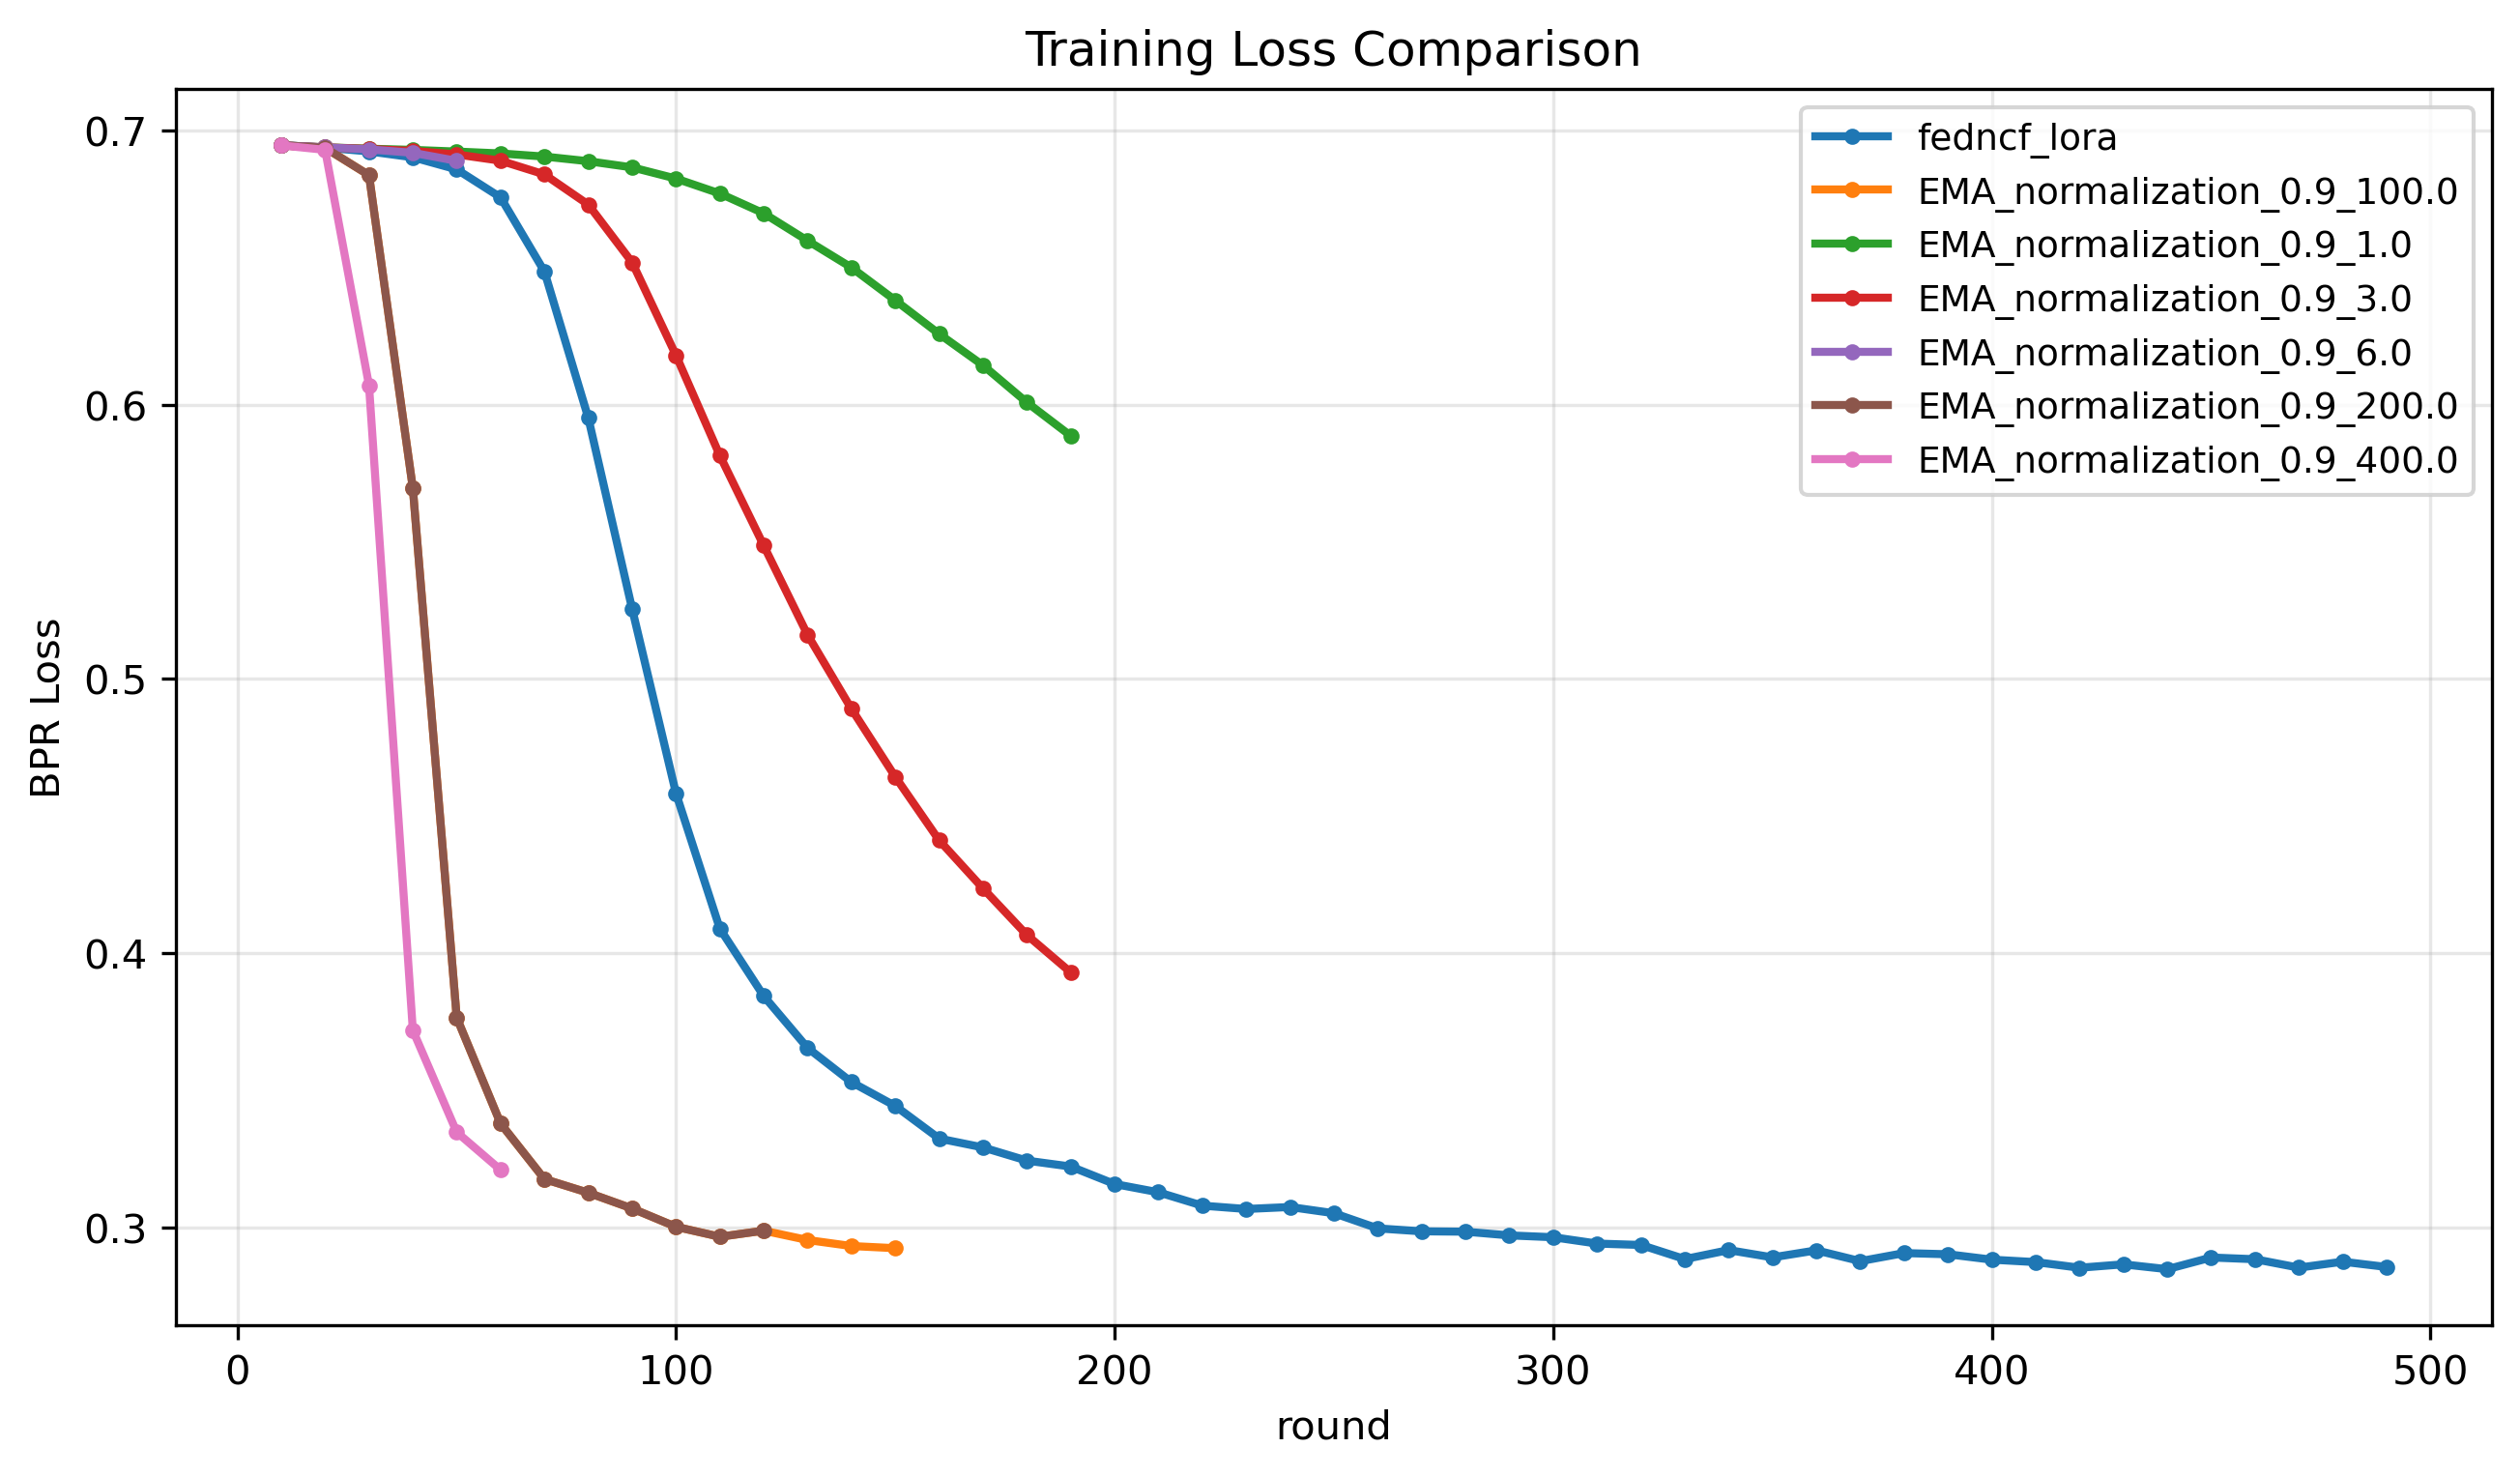 Training Loss Comparison
BPR Loss
0.7
0.6
0.5
0.4
0.3
0
100
200
300
400
500
round
fedncf_lora
EMA_normalization_0.9_100.0
EMA_normalization_0.9_1.0
EMA_normalization_0.9_3.0
EMA_normalization_0.9_6.0
EMA_normalization_0.9_200.0
EMA_normalization_0.9_400.0